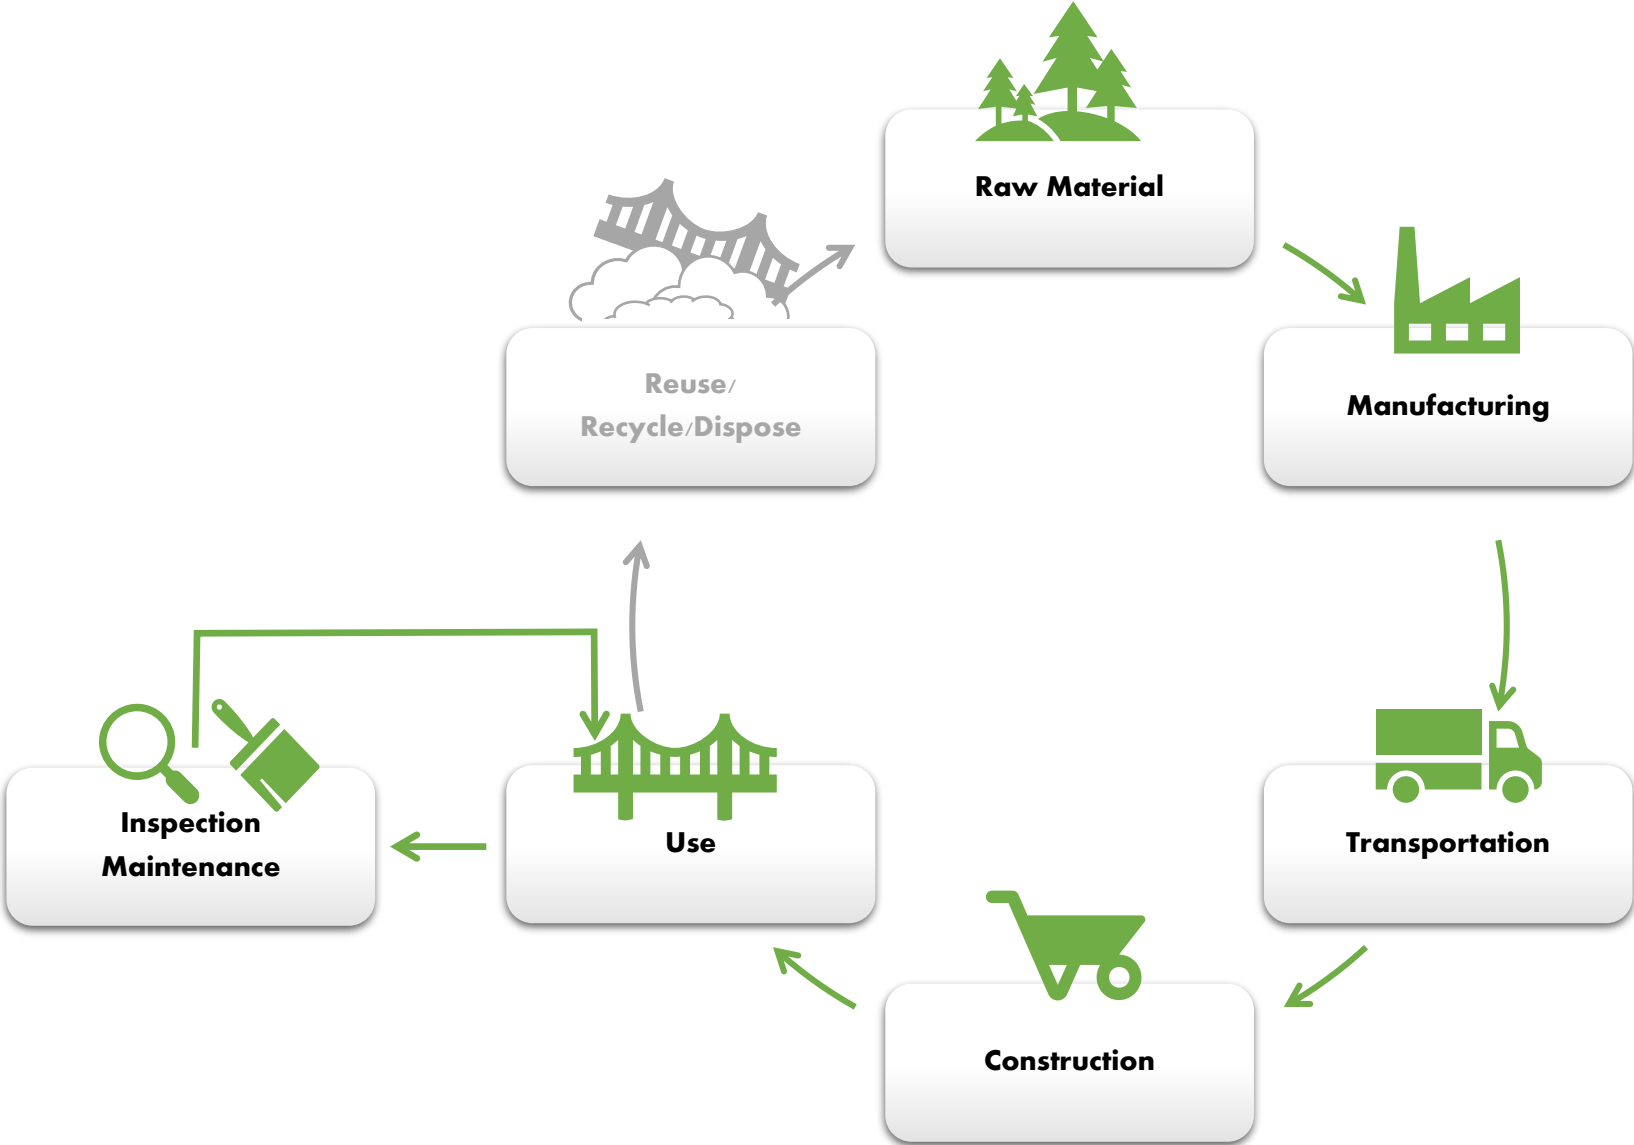 Raw Material
Manufacturing
Transportation
Construction
Use
Inspection
Maintenance
Reuse/
Recycle/Dispose